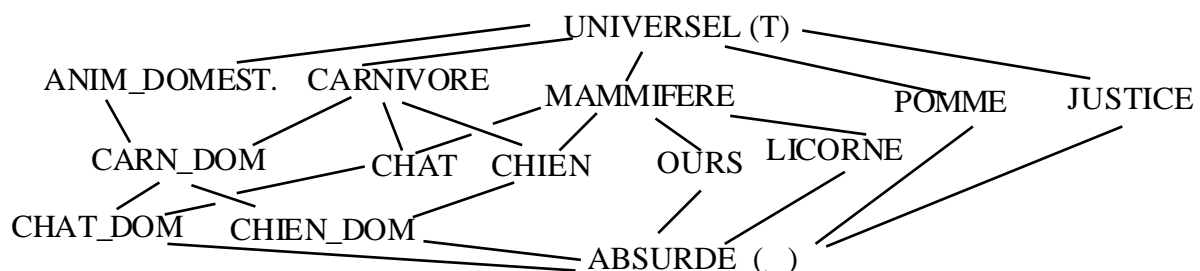 UNIVERSEL (T)
ANIM_DOMEST. CARNIVORE MAMMIFERE POMME JUSTICE
CARN_DOM CHAT CHIEN OURS LICORNE
CHAT_DOM CHIEN_DOM
ABSURDE (_)